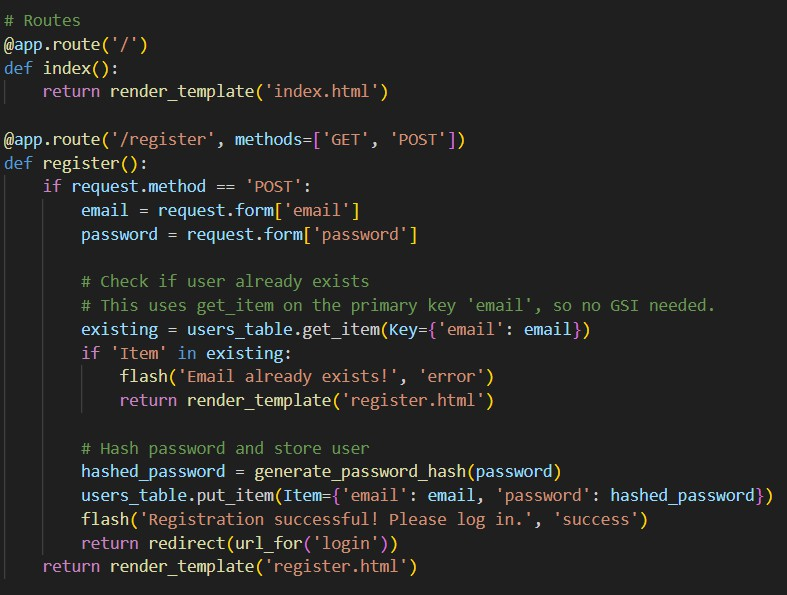 # Routes
@app.route('/')
def index():
    return render_template('index.html')

@app.route('/register', methods=['GET', 'POST'])
def register():
    if request.method == 'POST':
        email = request.form['email']
        password = request.form['password']

        # Check if user already exists
        # This uses get_item on the primary key 'email', so no GSI needed.
        existing = users_table.get_item(Key={'email': email})
        if 'Item' in existing:
            flash('Email already exists!', 'error')
            return render_template('register.html')

        # Hash password and store user
        hashed_password = generate_password_hash(password)
        users_table.put_item(Item={'email': email, 'password': hashed_password})
        flash('Registration successful! Please log in.', 'success')
        return redirect(url_for('login'))
    return render_template('register.html')